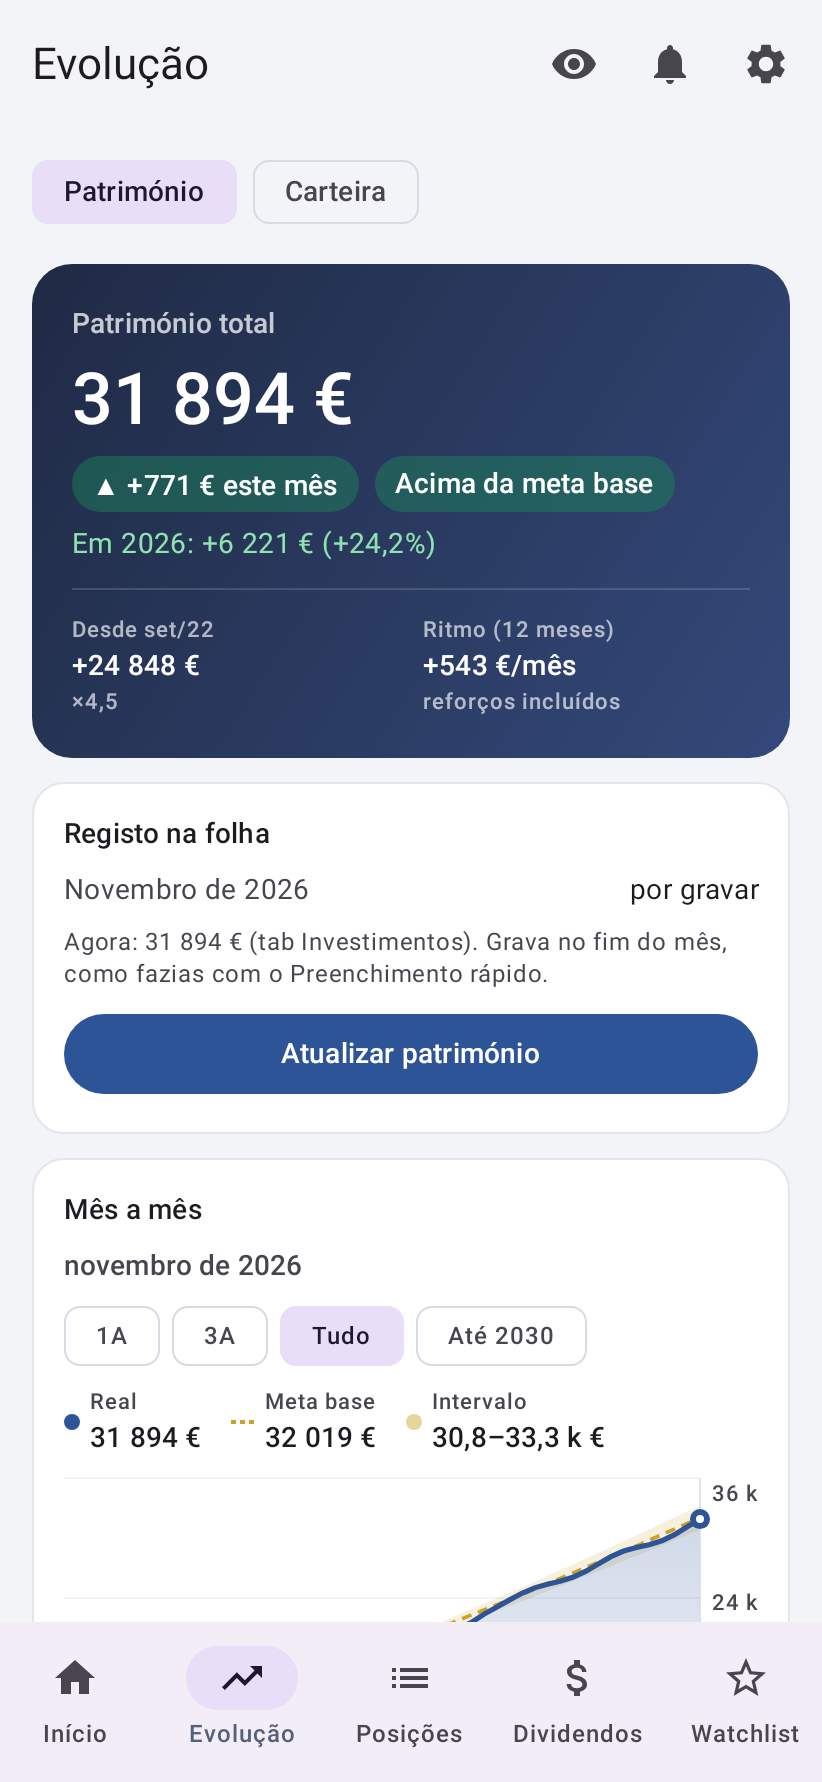 Evolução
Património
Carteira
Património total
31 894 €
▲ +771 € este mês
Acima da meta base
Em 2026: +6 221 € (+24,2%)
Desde set/22
+24 848 €
×4,5
Ritmo (12 meses)
+543 €/mês
reforços incluídos
Registo na folha
Novembro de 2026
por gravar
Agora: 31 894 € (tab Investimentos). Grava no fim do mês,
como fazias com o Preenchimento rápido.
Atualizar património
Mês a mês
novembro de 2026
1A
3A
Tudo
Até 2030
Real
31 894 €
Meta base
32 019 €
Intervalo
30,8–33,3 k €
36 k
24 k
Início
Evolução
Posições
Dividendos
Watchlist